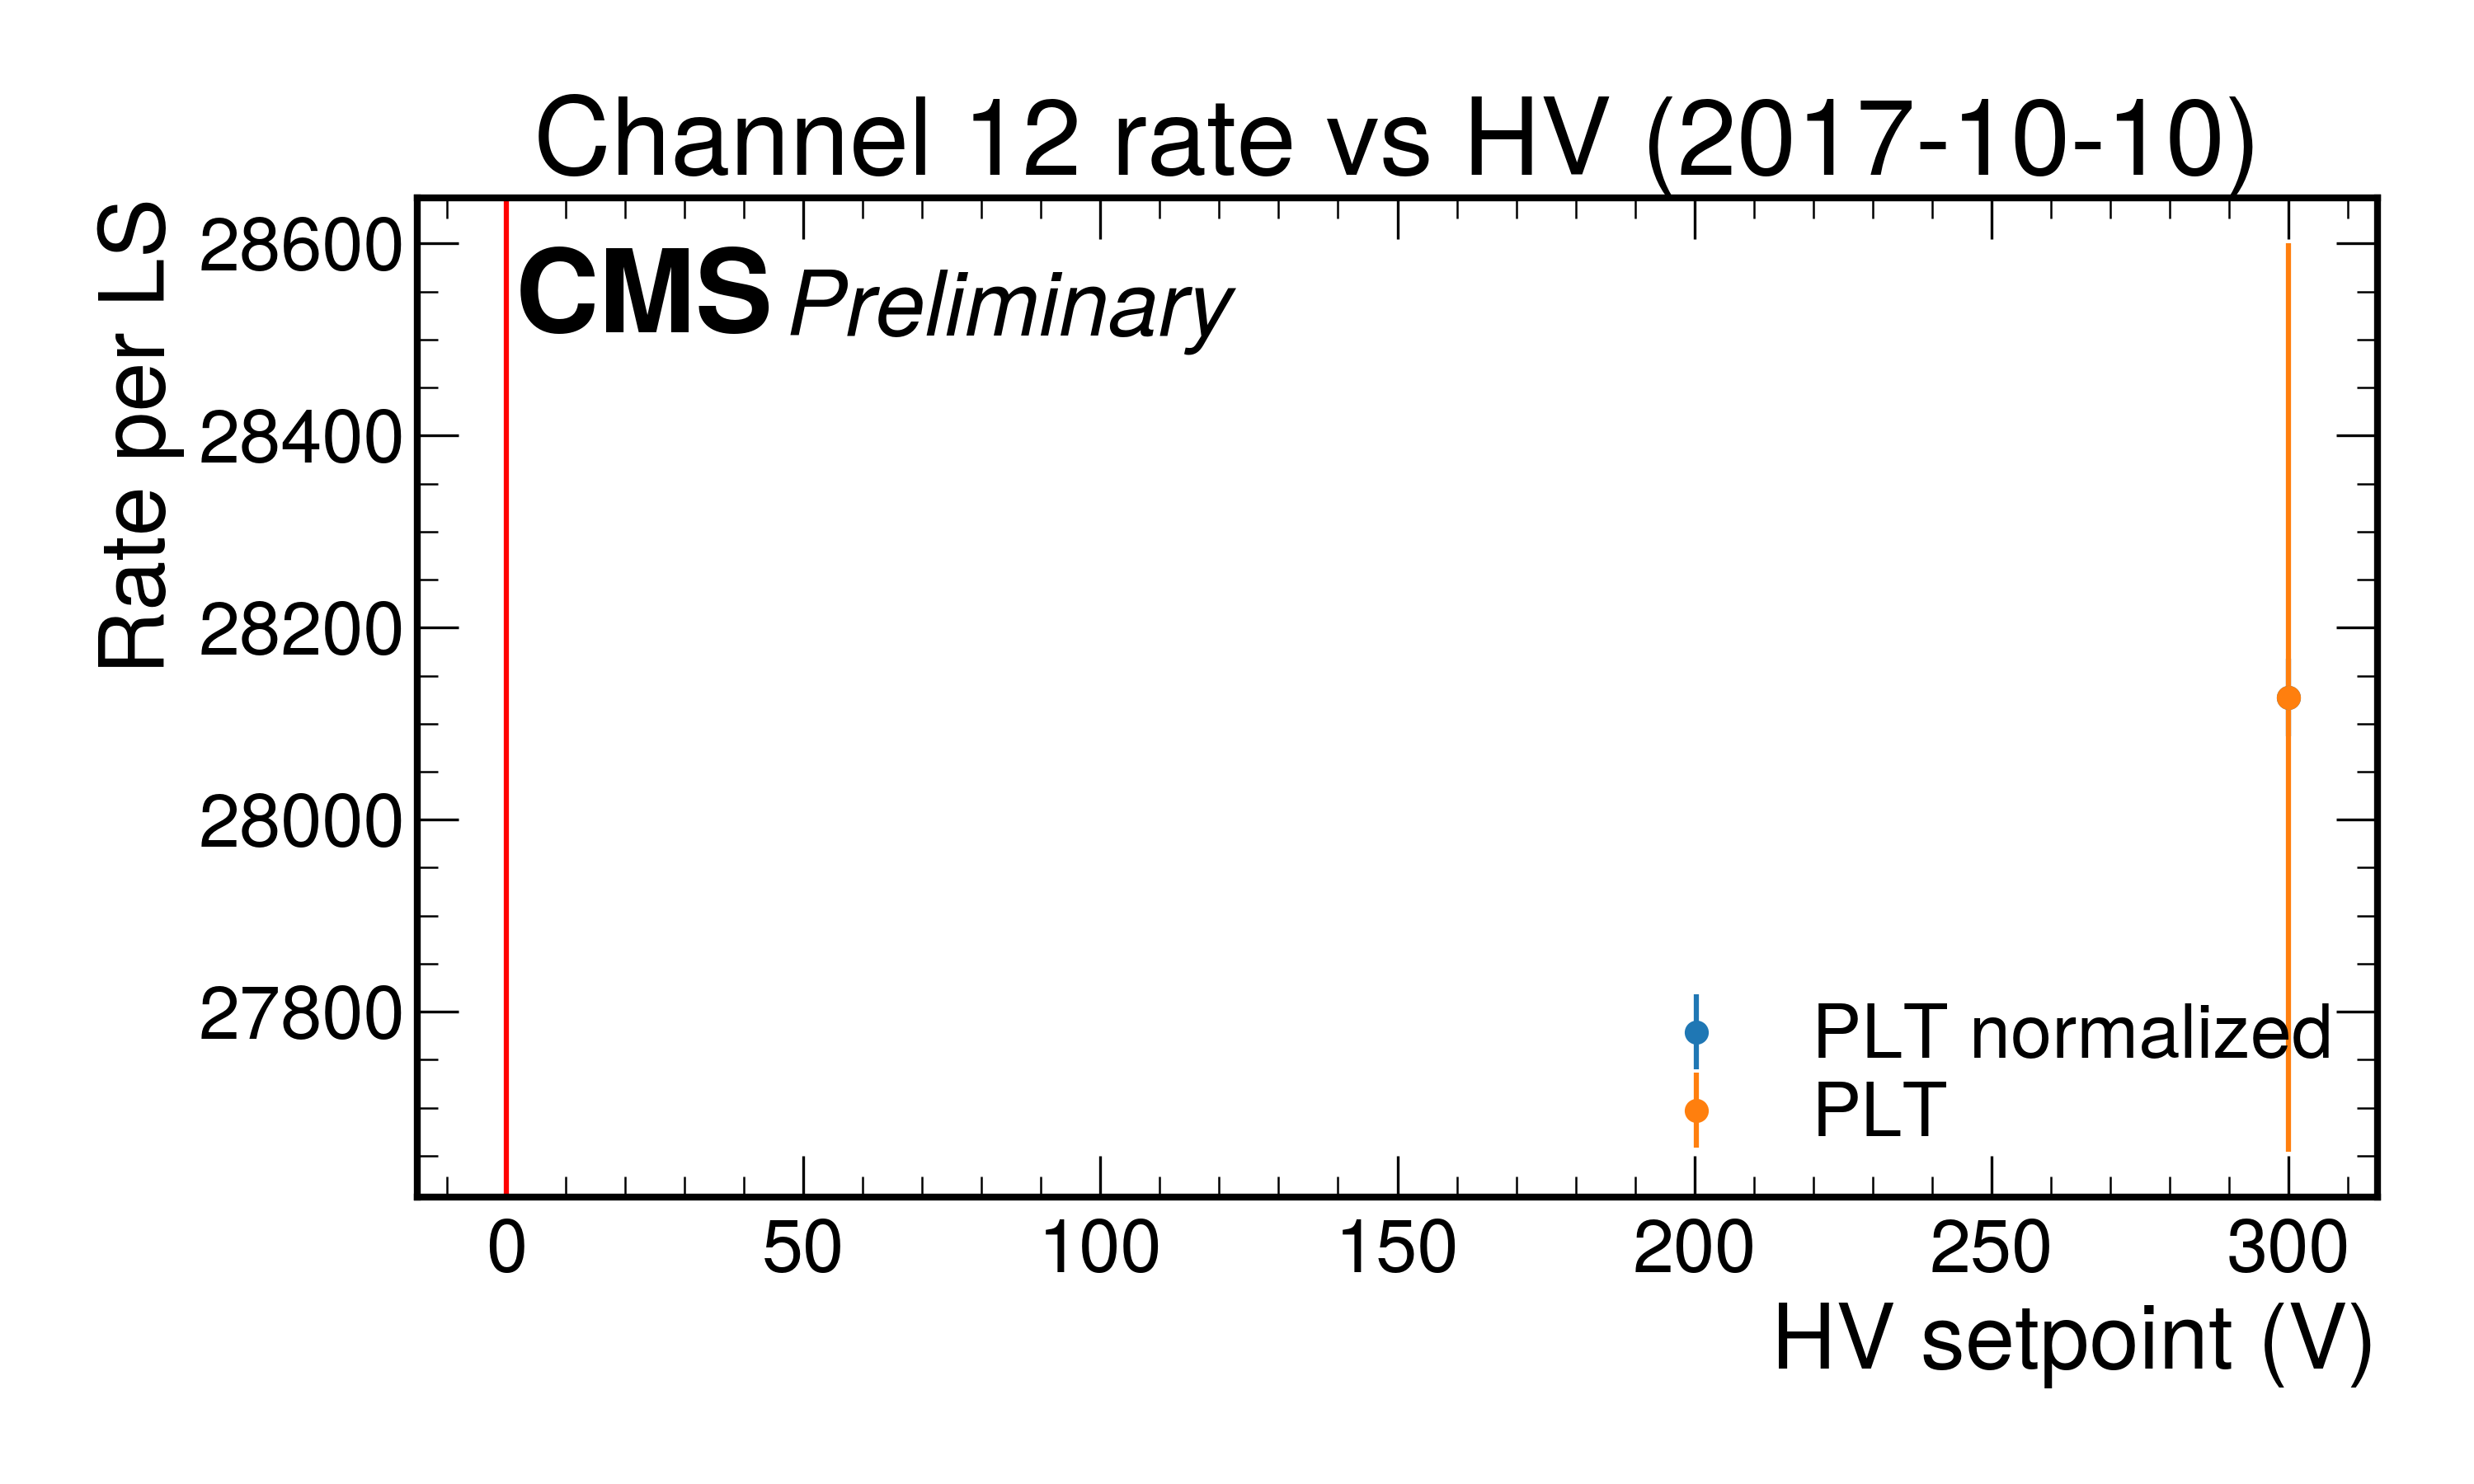 Channel 12 rate vs HV (2017-10-10)
CMS Preliminary
Rate per LS
28600
28400
28200
28000
27800
PLT normalized
PLT
0 50 100 150 200 250 300
HV setpoint (V)